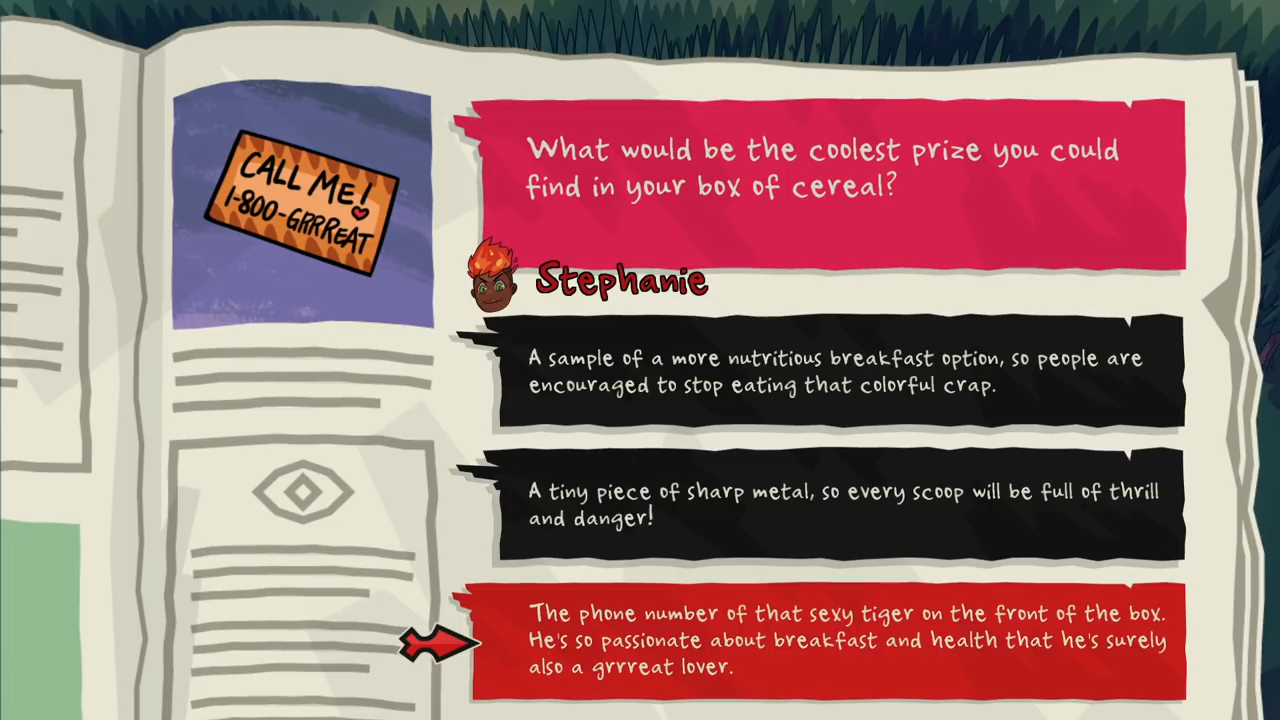 CALL ME!
1-800-GRRREAT
What would be the coolest prize you could
find in your box of cereal?
Stephanie
A sample of a more nutritious breakfast option, so people are
encouraged to stop eating that colorful crap.
A tiny piece of sharp metal, so every scoop will be full of thrill
and danger!
The phone number of that sexy tiger on the front of the box.
He's so passionate about breakfast and health that he's surely
also a grrreat lover.